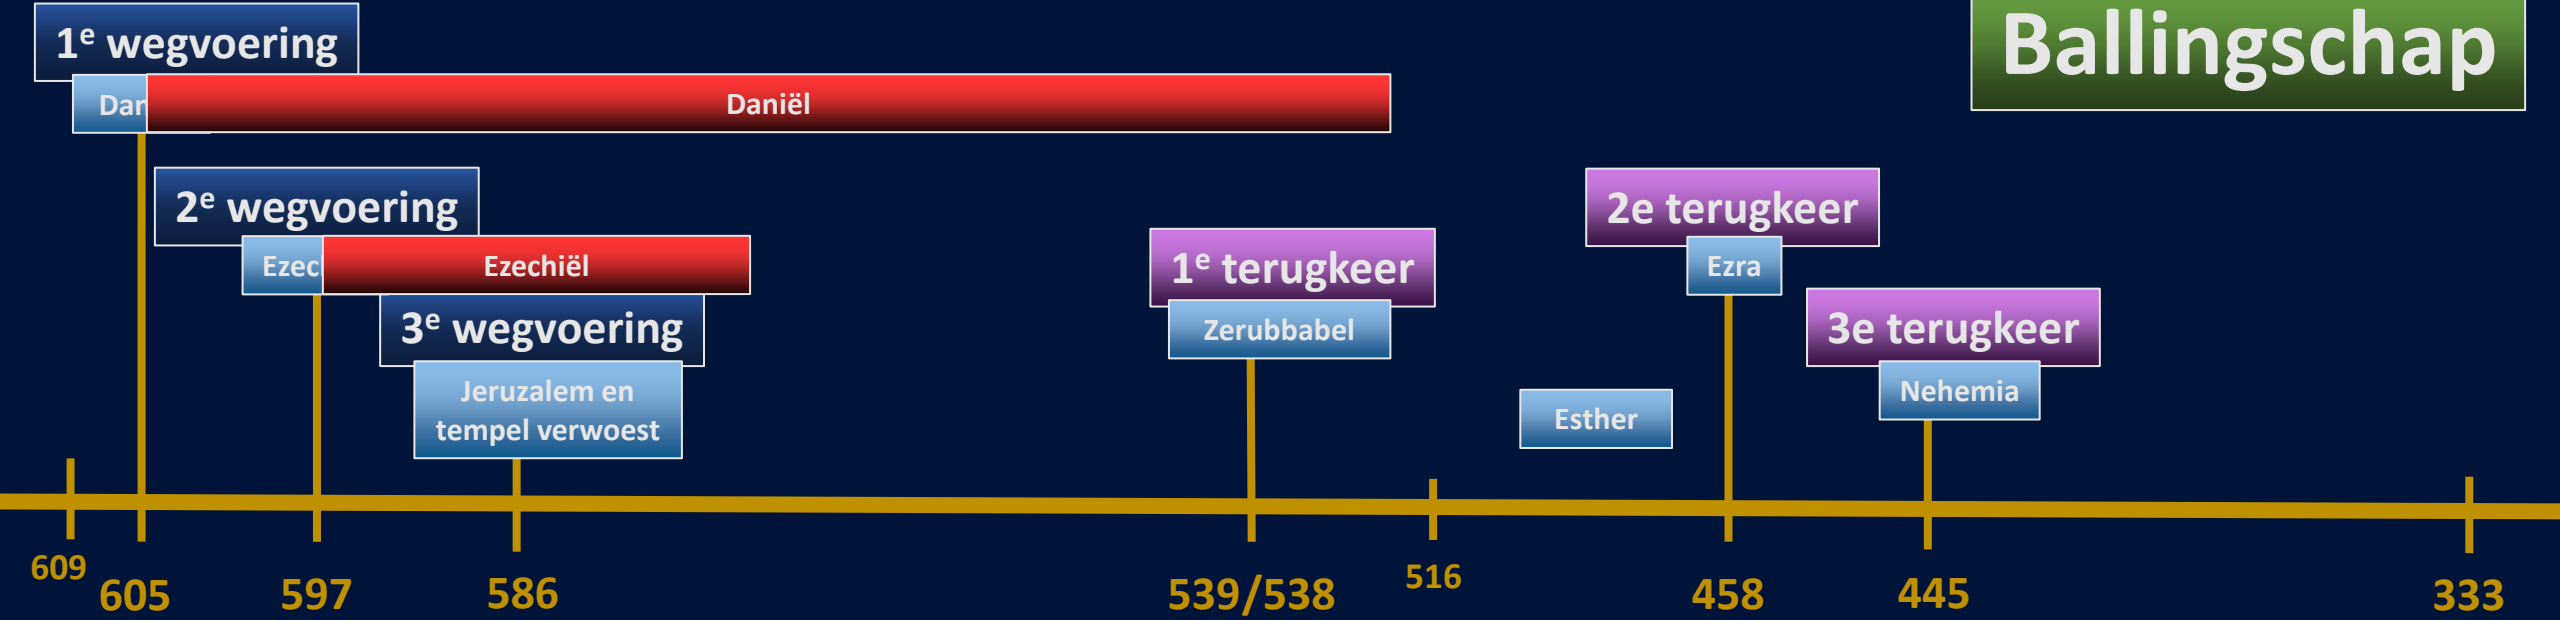 Ballingschap
1e wegvoering
Dan
Daniël
2e wegvoering
Ezec
Ezechiël
3e wegvoering
Jeruzalem en
tempel verwoest
1e terugkeer
Zerubbabel
2e terugkeer
Ezra
3e terugkeer
Nehemia
Esther
609
605
597
586
539/538
516
458
445
333